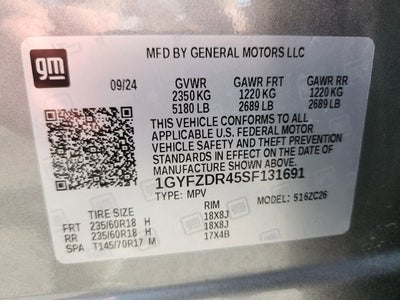 gm
MFD BY GENERAL MOTORS LLC
09/24 GVWR GAWR FRT GAWR RR
2350 KG 1220 KG 1220 KG
5180 LB 2689 LB 2689 LB
THIS VEHICLE CONFORMS TO ALL
APPLICABLE U.S. FEDERAL MOTOR
VEHICLE SAFETY AND THEFT
PREVENTION STANDARDS IN
EFFECT ON THE DATE OF
MANUFACTURE SHOWN ABOVE.
1GYFZDR45SF131691
TYPE: MPV MODEL: 516ZC26
TIRE SIZE RIM
FRT 235/60R18 H 18X8J
RR 235/60R18 H 18X8J
SPA T145/70R17 M 17X4B